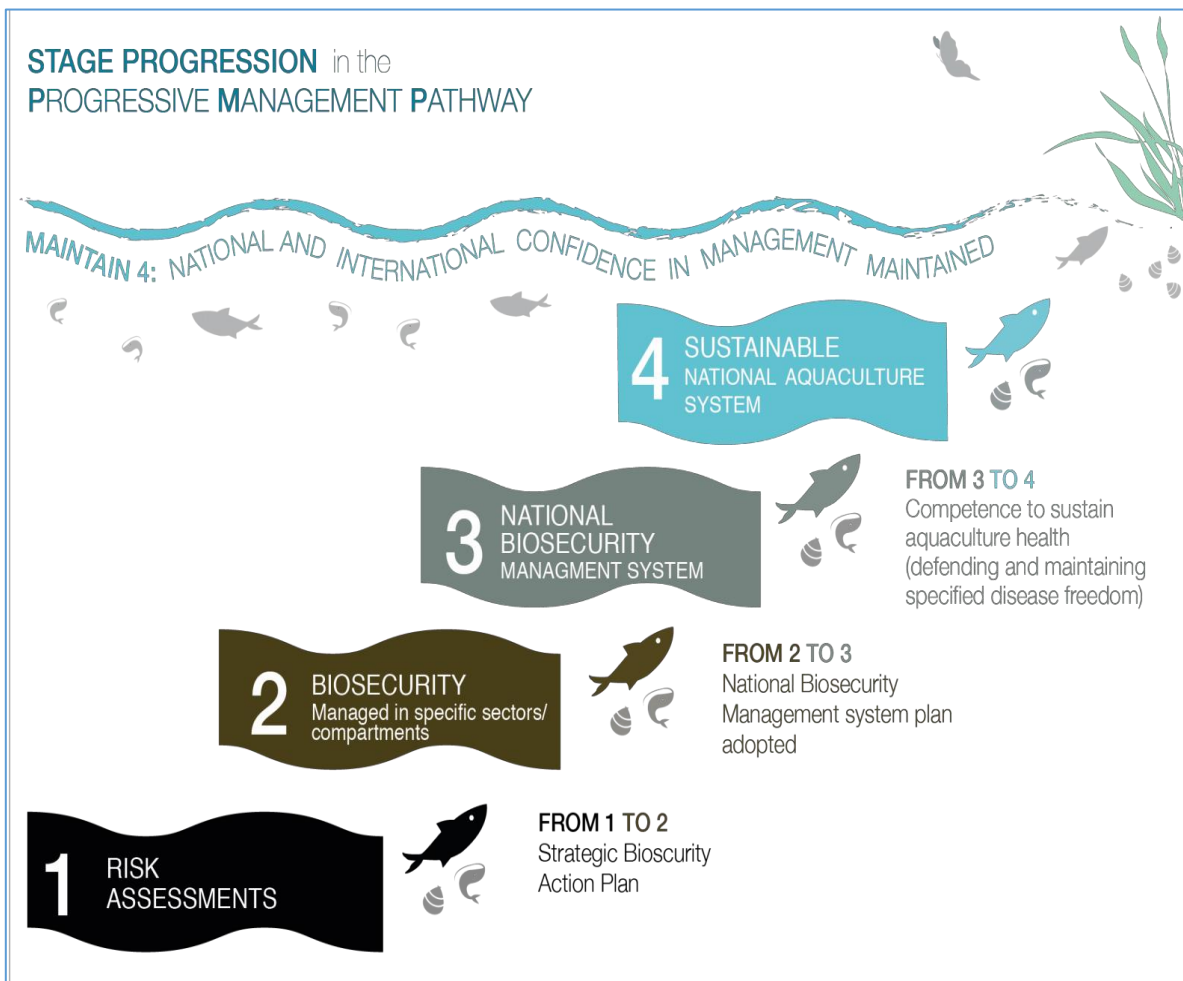 STAGE PROGRESSION in the
PROGRESSIVE MANAGEMENT PATHWAY
MAINTAIN 4: NATIONAL AND INTERNATIONAL CONFIDENCE IN MANAGEMENT MAINTAINED
4 SUSTAINABLE
NATIONAL AQUACULTURE
SYSTEM
3 NATIONAL
BIOSECURITY
MANAGMENT SYSTEM
FROM 3 TO 4
Competence to sustain
aquaculture health
(defending and maintaining
specified disease freedom)
2 BIOSECURITY
Managed in specific sectors/
compartments
FROM 2 TO 3
National Biosecurity
Management system plan
adopted
1 RISK
ASSESSMENTS
FROM 1 TO 2
Strategic Bioscurity
Action Plan